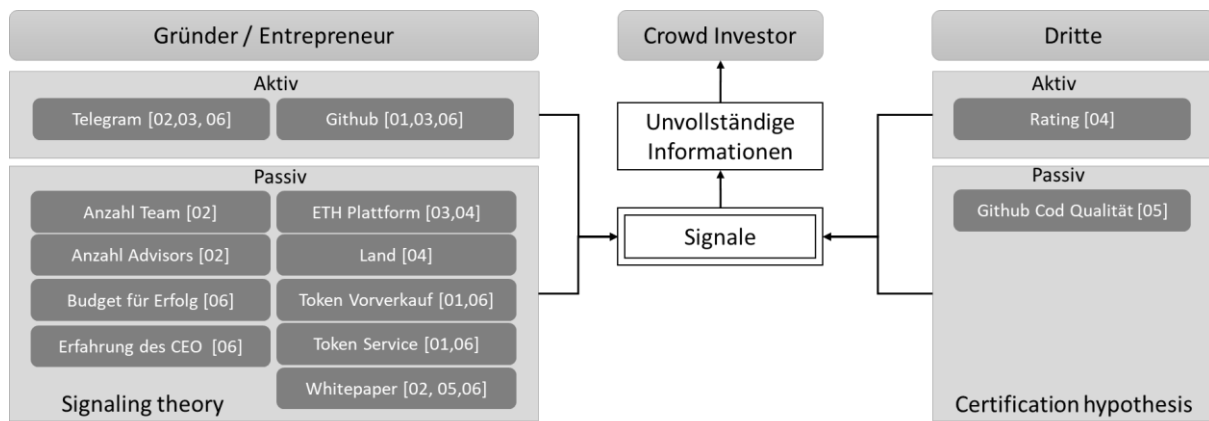 Gründer / Entrepreneur
Aktiv
Telegram [02,03, 06]
Github [01,03,06]
Passiv
Anzahl Team [02]
ETH Plattform [03,04]
Anzahl Advisors [02]
Land [04]
Budget für Erfolg [06]
Token Vorverkauf [01,06]
Erfahrung des CEO [06]
Token Service [01,06]
Whitepaper [02, 05,06]
Signaling theory
Crowd Investor
Unvollständige
Informationen
Signale
Dritte
Aktiv
Rating [04]
Passiv
Github Cod Qualität [05]
Certification hypothesis